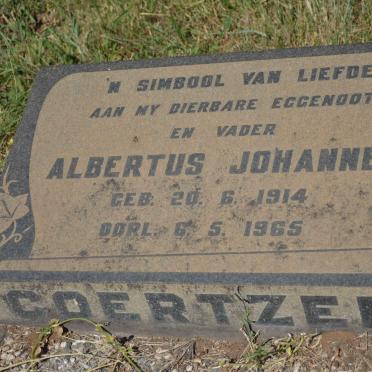 'N SIMBOOL VAN LIEFDE
AAN MY DIERBARE EGGENOOT
EN VADER
ALBERTUS JOHANNE
GEB. 20. 6. 1914
OORL. 6. 5. 1965
COERTZE